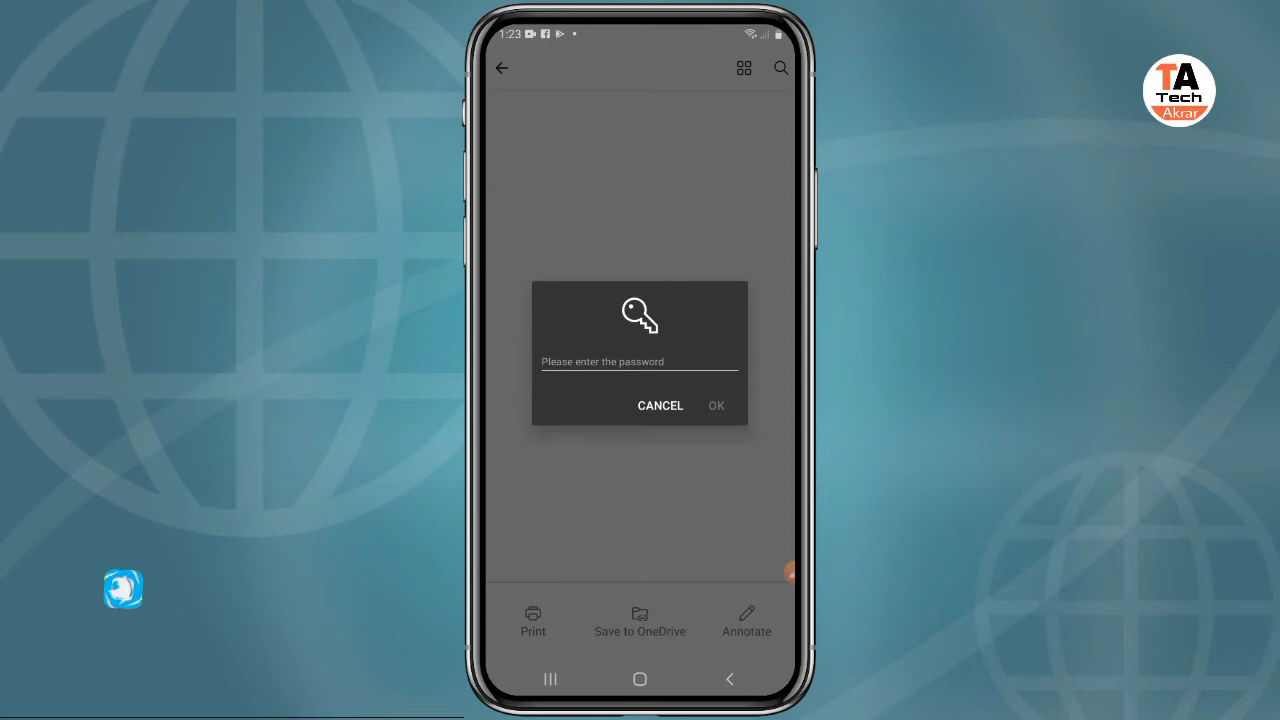 1:23
TA
Tech
Akrar
Please enter the password
CANCEL OK
Print Save to OneDrive Annotate